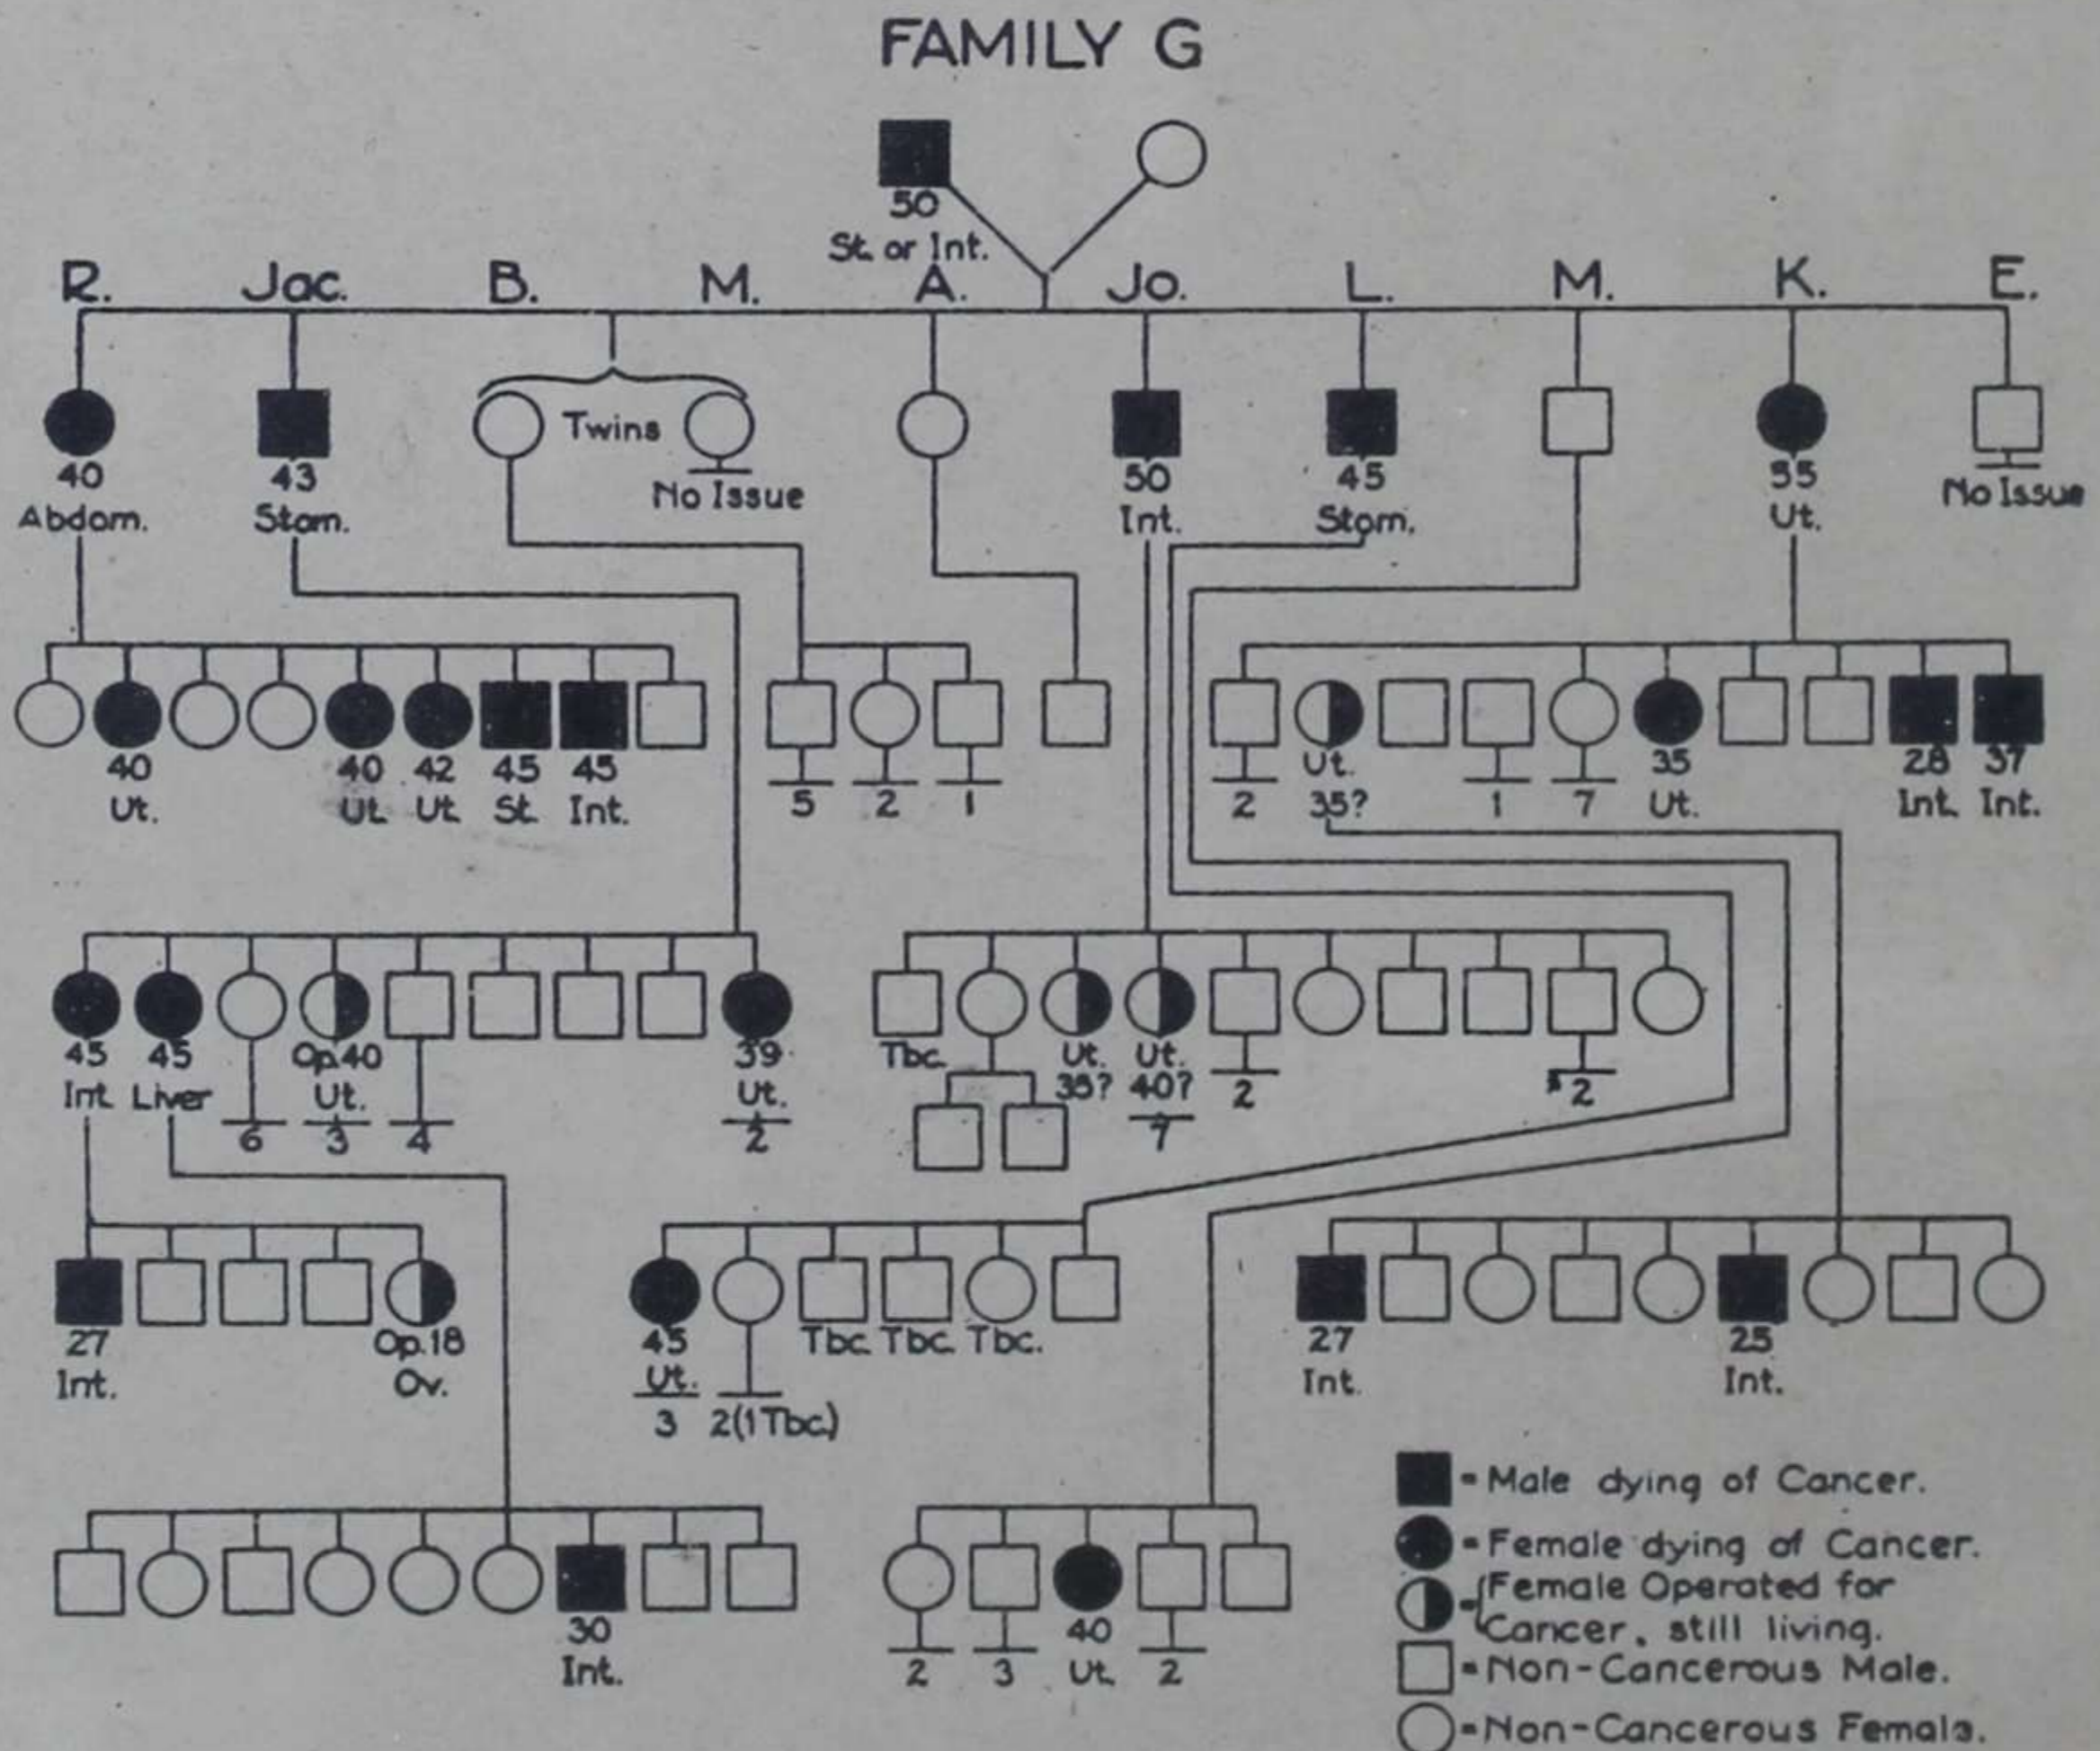 FAMILY G
50
St. or Int.
R. Jac. B. M. A. Jo. L. M. K. E.
Twins
40 43 No Issue 50 45 55 No Issue
Abdom. Stom. Int. Stom. Ut.
40 40 42 45 45 Ut. 35 28 37
Ut. Ut. Ut. St. Int. 5 2 1 2 35? 1 7 Ut. Int. Int.
45 45 Op.40 39 Tbc. Ut. Ut.
Int. Liver Ut. Ut. 35? 40? 2 2
6 3 4 2 7
27 Op.18 45 Tbc. Tbc. Tbc. 27 25
Int. Ov. Ut. Int. Int.
3 2(1 Tbc.)
30 40
Int. 2 3 Ut. 2
= Male dying of Cancer.
= Female dying of Cancer.
= Female Operated for
Cancer, still living.
= Non-Cancerous Male.
= Non-Cancerous Female.